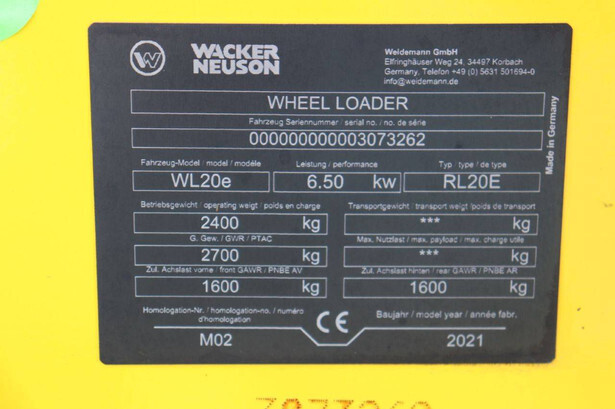 WACKER
NEUSON
Weidemann GmbH
Elfringhäuser Weg 24, 34497 Korbach
Germany, Telefon +49 (0) 5631 501694-0
info@weidemann.de
WHEEL LOADER
Fahrzeug Seriennummer / serial no. / no. de série
000000000003073262
Made in Germany
Fahrzeug-Model / model / modéle Leistung / performance Typ / type / de type
WL20e 6.50 kw RL20E
Betriebsgewicht / operating weigt / poids en charge Transportgewicht / transport weigt /poids de transport
2400 kg *** kg
G. Gew. / GWR / PTAC Max. Nutzlast / max. payload / max. charge utile
2700 kg *** kg
Zul. Achslast vorne / front GAWR / PNBE AV Zul. Achslast hinten / rear GAWR / PNBE AR
1600 kg 1600 kg
Homologation-Nr. / homologation-no. / numéro d'homologation CE Baujahr / model year / année fabr.
M02 2021